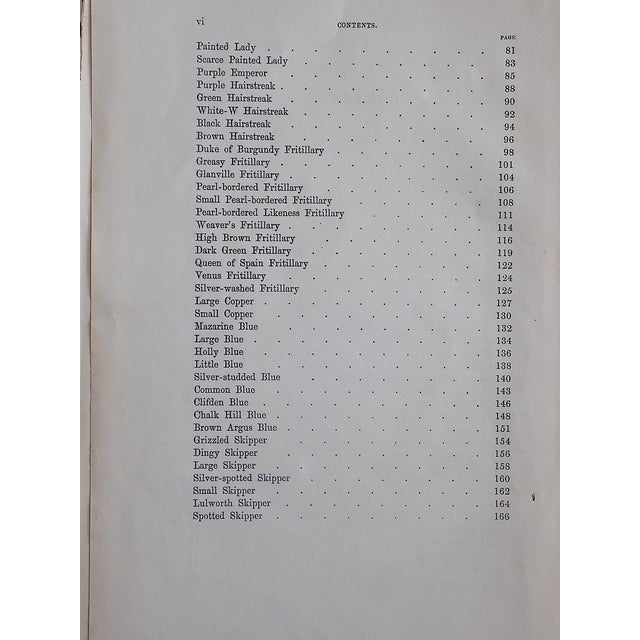 vi CONTENTS.
PAGE
Painted Lady . . . . . . . . 81
Scarce Painted Lady . . . . . . . 83
Purple Emperor . . . . . . . 85
Purple Hairstreak . . . . . . . . 88
Green Hairstreak . . . . . . . 90
White-W Hairstreak . . . . . . . 92
Black Hairstreak . . . . . . . 94
Brown Hairstreak . . . . . . . 96
Duke of Burgundy Fritillary . . . . . . 98
Greasy Fritillary . . . . . . . . 101
Glanville Fritillary . . . . . . . . 104
Pearl-bordered Fritillary . . . . . . 106
Small Pearl-bordered Fritillary . . . . . 108
Pearl-bordered Likeness Fritillary . . . . . 111
Weaver's Fritillary . . . . . . . . 114
High Brown Fritillary . . . . . . 116
Dark Green Fritillary . . . . . . . 119
Queen of Spain Fritillary . . . . . . 122
Venus Fritillary . . . . . . . 124
Silver-washed Fritillary . . . . . . 125
Large Copper . . . . . . . . 127
Small Copper . . . . . . . 130
Mazarine Blue . . . . . . . 132
Large Blue . . . . . . . . 134
Holly Blue . . . . . . . 136
Little Blue . . . . . . . 138
Silver-studded Blue . . . . . . 140
Common Blue . . . . . . . 143
Clifden Blue . . . . . . . 146
Chalk Hill Blue . . . . . . . 148
Brown Argus Blue . . . . . . . 151
Grizzled Skipper . . . . . . . 154
Dingy Skipper . . . . . . . 156
Large Skipper . . . . . . . 158
Silver-spotted Skipper . . . . . . 160
Small Skipper . . . . . . . 162
Lulworth Skipper . . . . . . . 164
Spotted Skipper . . . . . . . 166